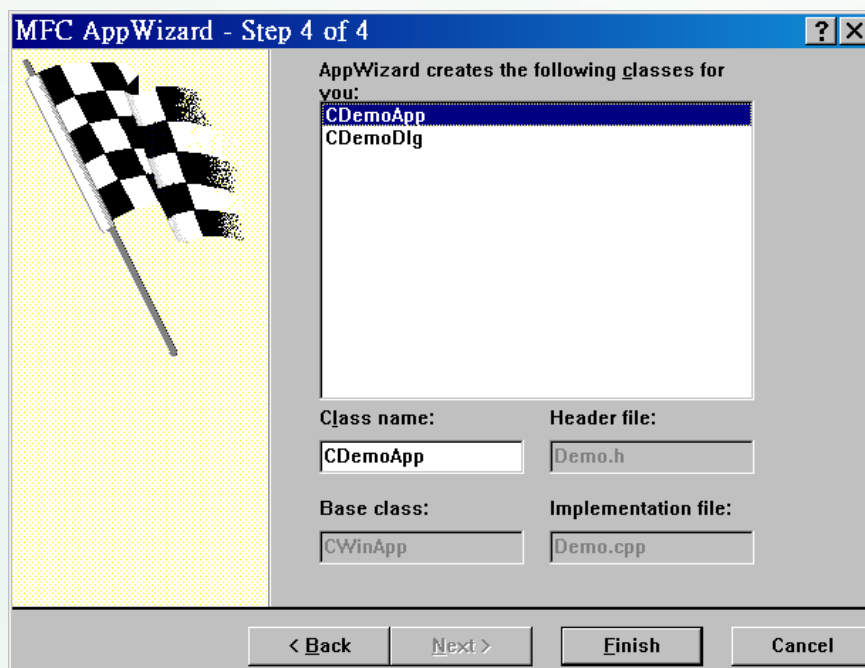 MFC AppWizard - Step 4 of 4
AppWizard creates the following classes for
you:
CDemoApp
CDemoDlg
Class name:
Header file:
CDemoApp
Demo.h
Base class:
Implementation file:
CWinApp
Demo.cpp
< Back
Next >
Finish
Cancel